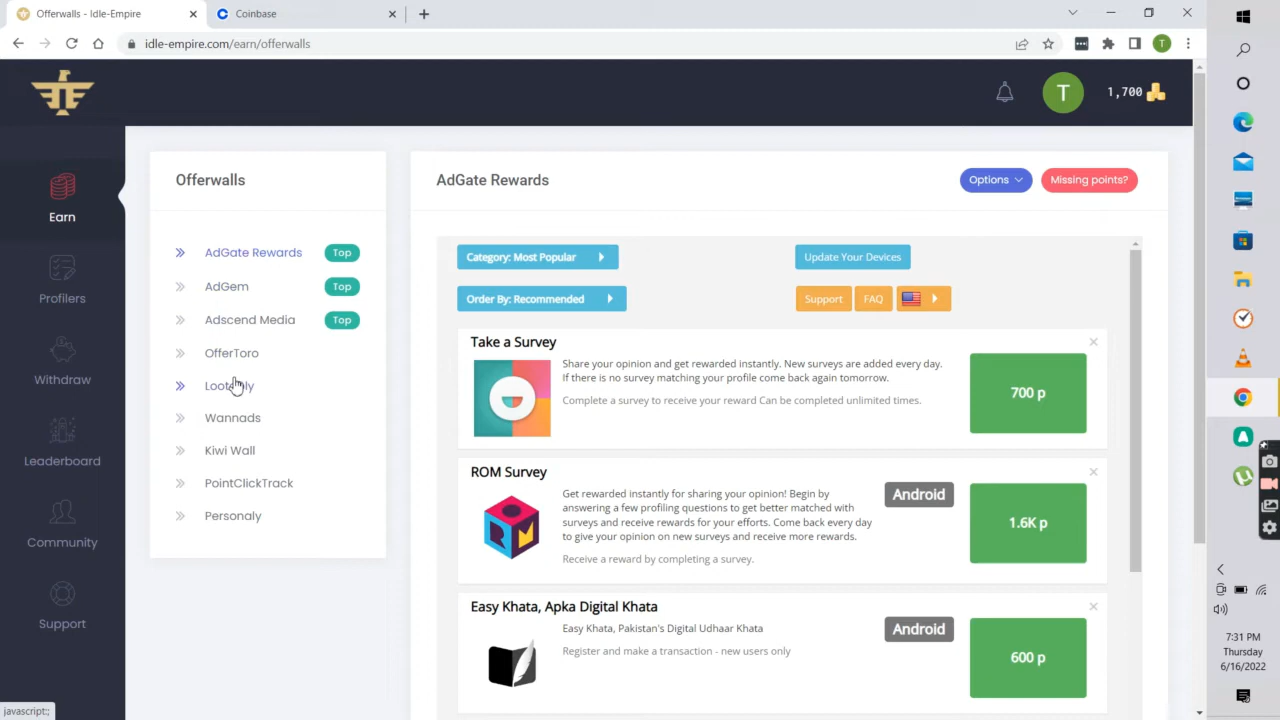 Offerwalls - Idle-Empire
Coinbase
idle-empire.com/earn/offerwalls
T
T
1,700
Earn
Profilers
Withdraw
Leaderboard
Community
Support
Offerwalls
AdGate Rewards Top
AdGem Top
Adscend Media Top
OfferToro
Wannads
Kiwi Wall
PointClickTrack
Personaly
AdGate Rewards
Options
Missing points?
Category: Most Popular
Update Your Devices
Order By: Recommended
Support
FAQ
Take a Survey
Share your opinion and get rewarded instantly. New surveys are added every day.
If there is no survey matching your profile come back again tomorrow.
Complete a survey to receive your reward Can be completed unlimited times.
700 p
ROM Survey
Get rewarded instantly for sharing your opinion! Begin by
answering a few profiling questions to get better matched with
surveys and receive rewards for your efforts. Come back every day
to give your opinion on new surveys and receive more rewards.
Receive a reward by completing a survey.
Android
1.6K p
Easy Khata, Apka Digital Khata
Easy Khata, Pakistan's Digital Udhaar Khata
Register and make a transaction - new users only
Android
600 p
javascript:;
7:31 PM
Thursday
6/16/2022